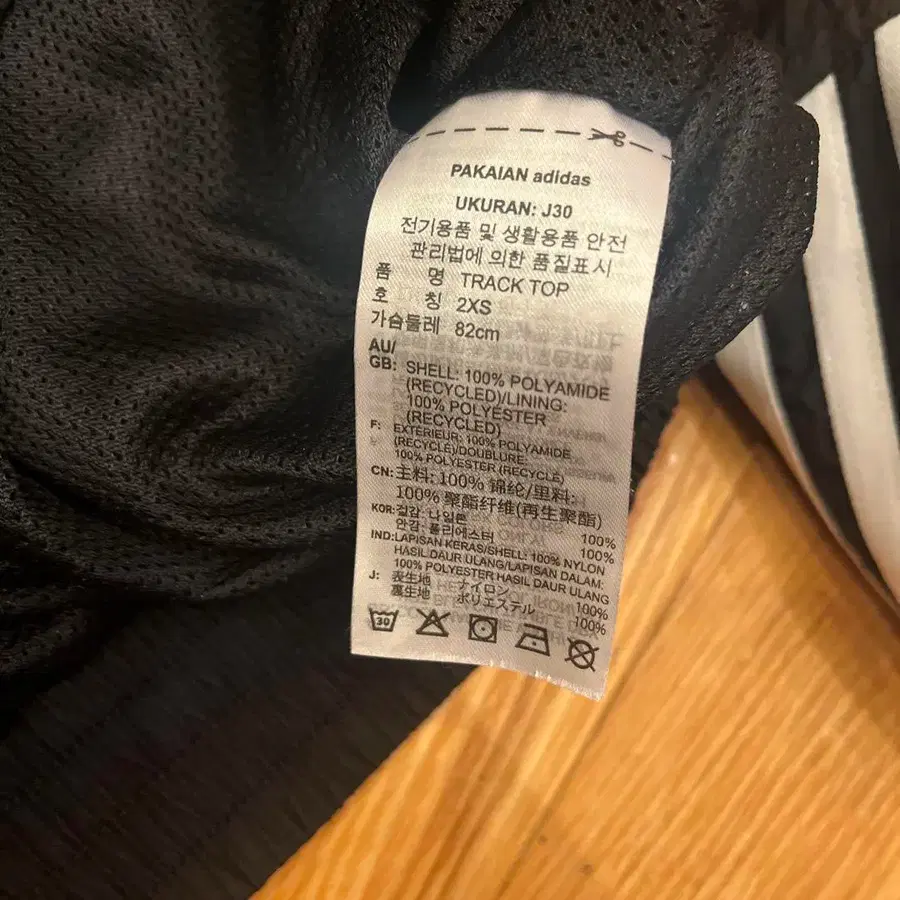 PAKAIAN adidas
UKURAN: J30
전기용품 및 생활용품 안전
관리법에 의한 품질표시
품 명 TRACK TOP
호 칭 2XS
가슴둘레 82cm
AU/
GB: SHELL: 100% POLYAMIDE
(RECYCLED)/LINING:
100% POLYESTER
(RECYCLED)
F: EXTÉRIEUR: 100% POLYAMIDE
(RECYCLÉ)/DOUBLURE:
100% POLYESTER (RECYCLÉ)
CN: 主料: 100% 锦纶/里料:
100% 聚酯纤维(再生聚酯)
KOR: 겉감: 나일론 100%
안감: 폴리에스터 100%
IND: LAPISAN KERAS/SHELL: 100% NYLON
HASIL DAUR ULANG/LAPISAN DALAM:
100% POLYESTER HASIL DAUR ULANG
J: 表生地 ナイロン 100%
裏生地 ポリエステル 100%
30